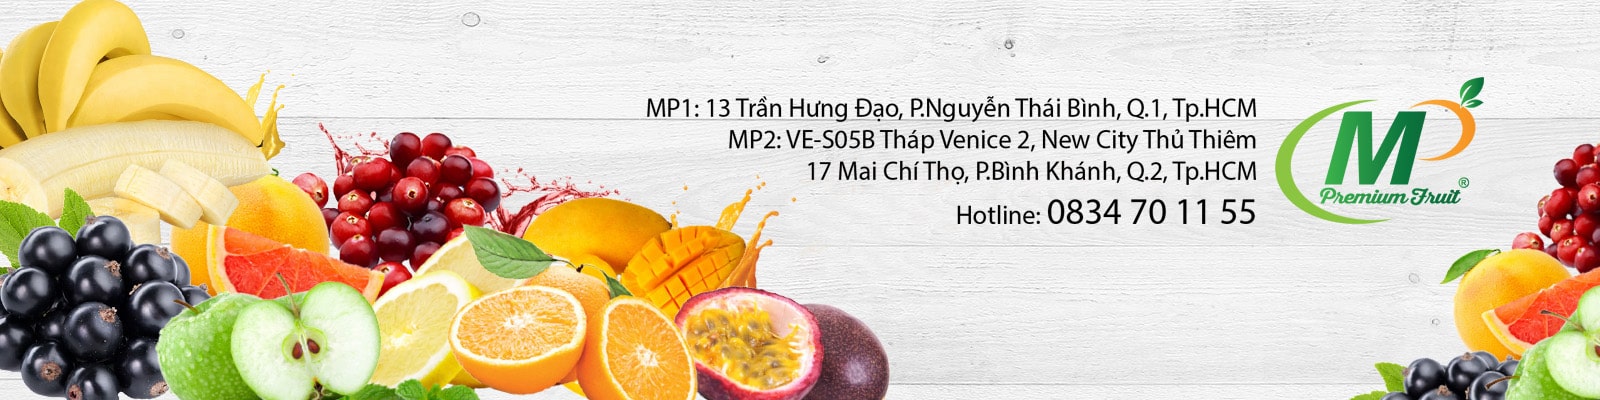 MP1: 13 Trần Hưng Đạo, P.Nguyễn Thái Bình, Q.1, Tp.HCM
MP2: VE-S05B Tháp Venice 2, New City Thủ Thiêm
17 Mai Chí Thọ, P.Bình Khánh, Q.2, Tp.HCM
Hotline: 0834 70 11 55
MP
Premium Fruit®